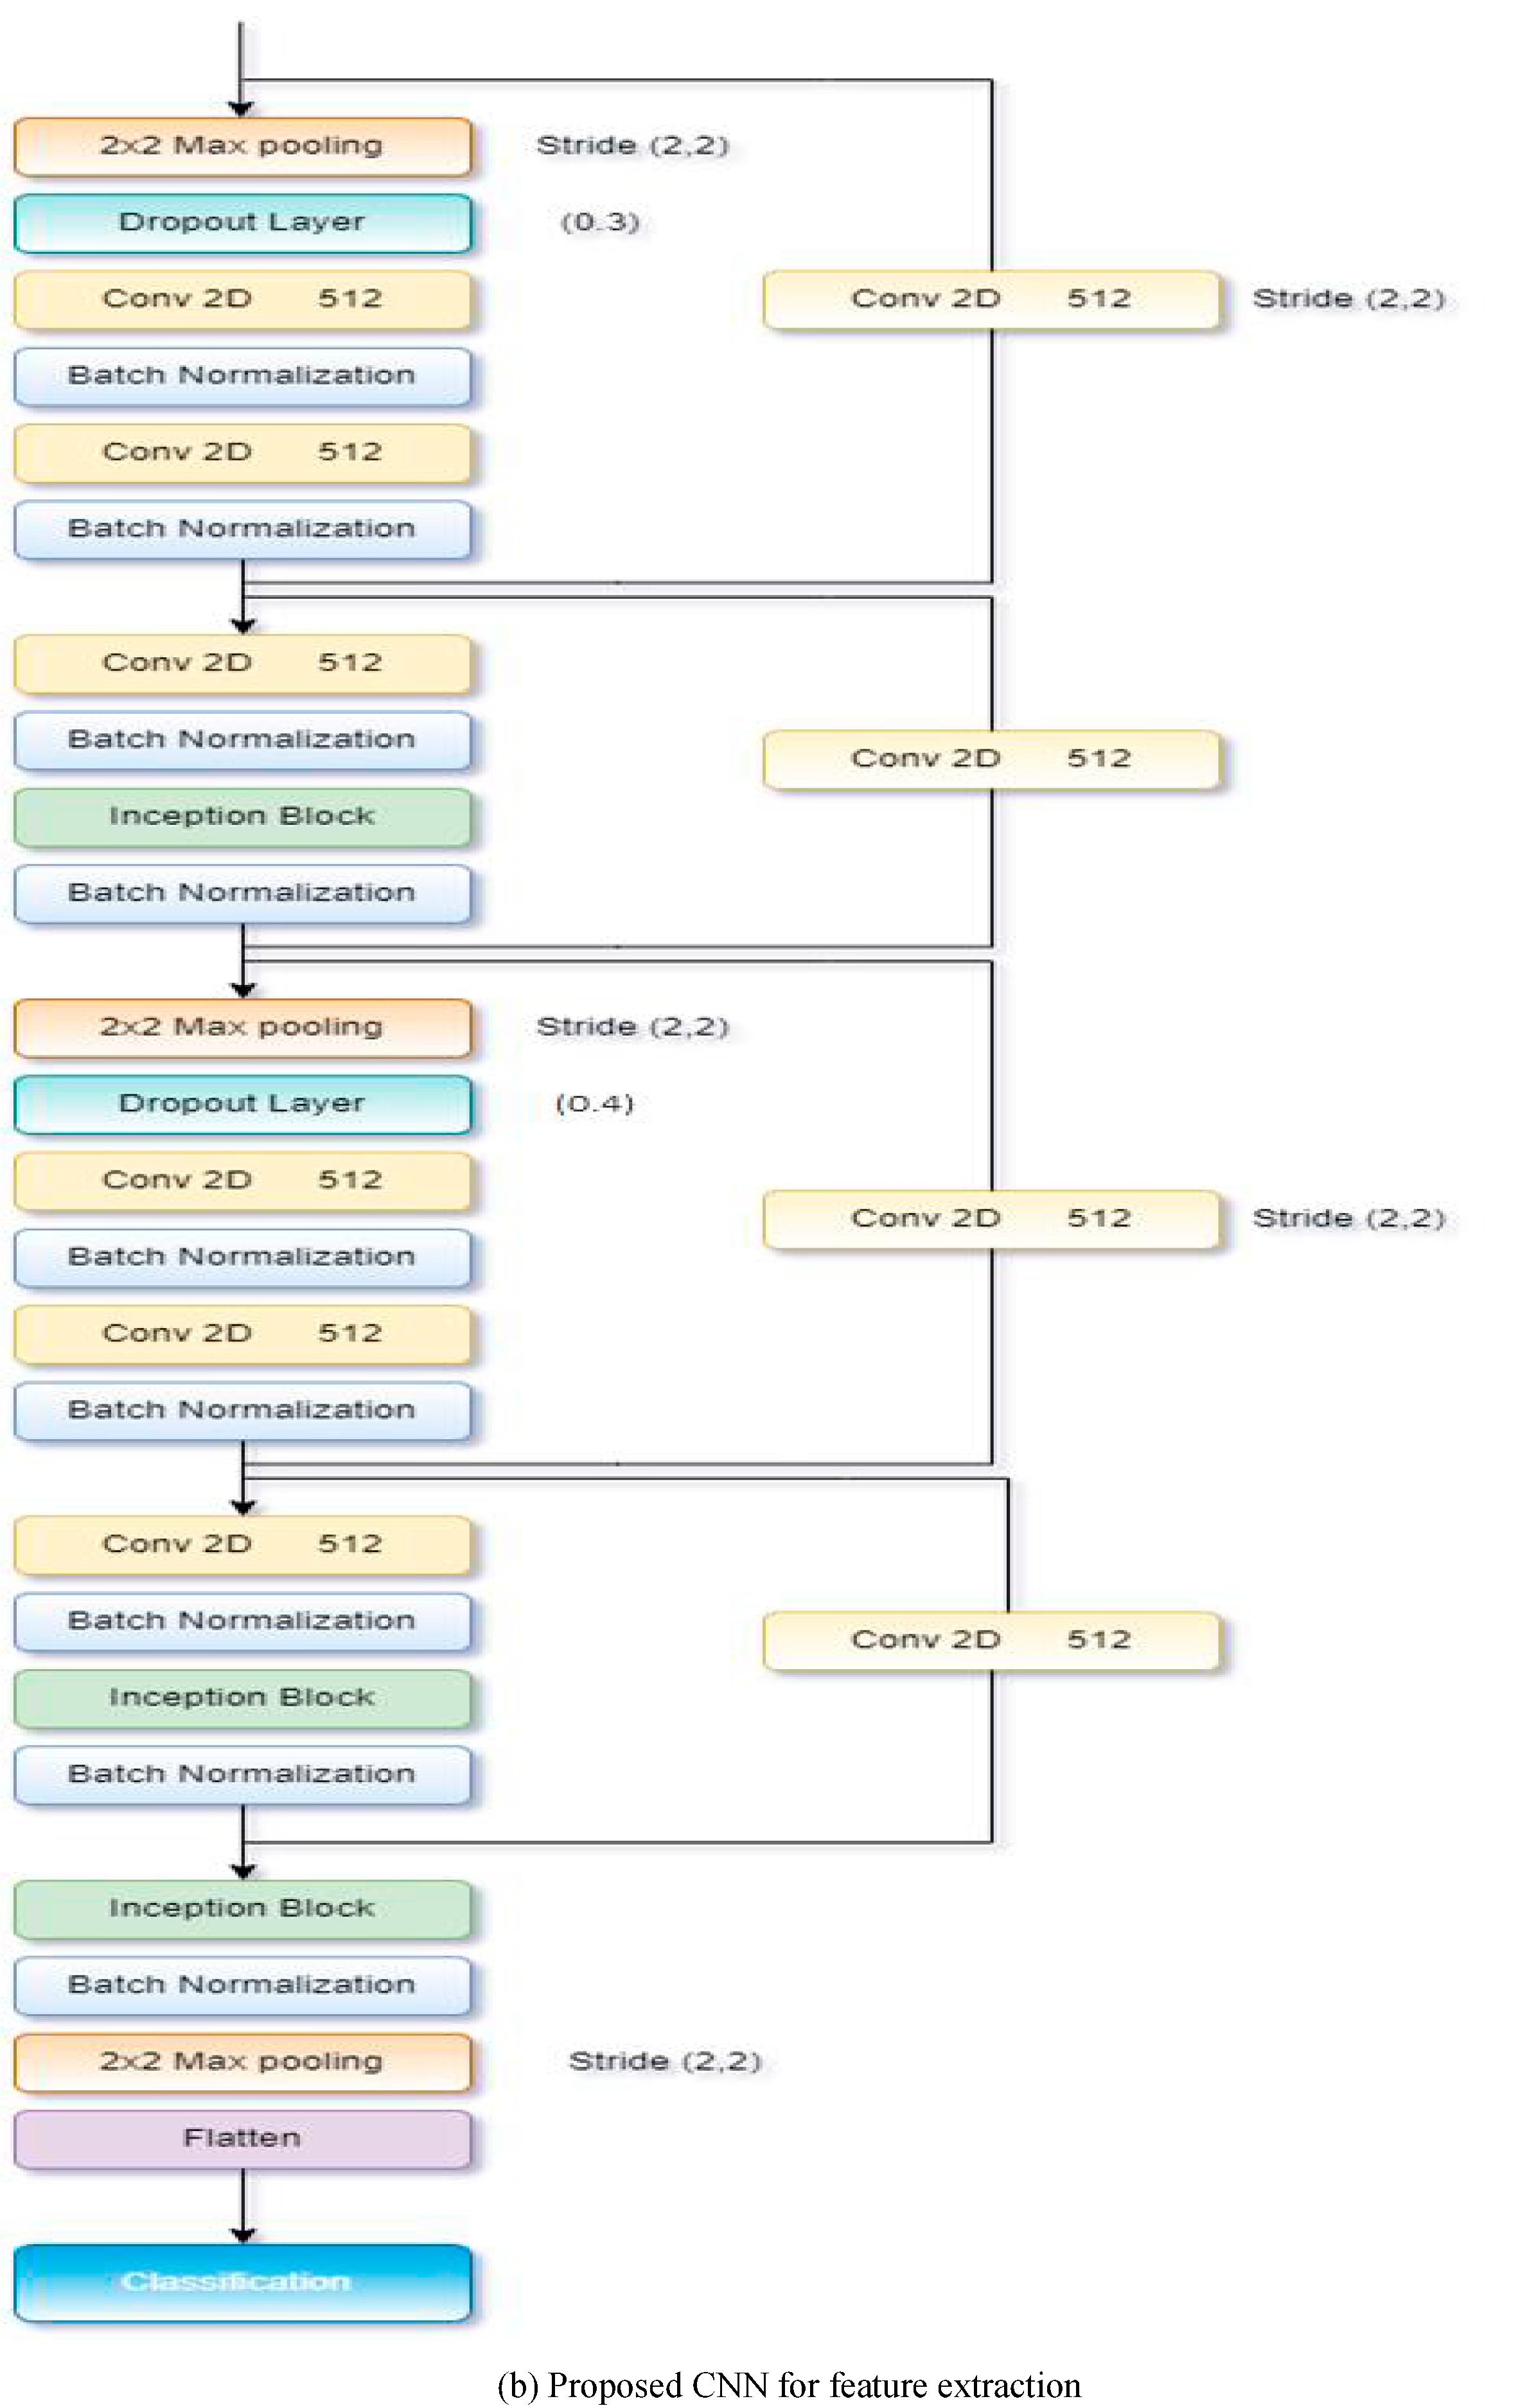 2x2 Max pooling Stride (2,2)
Dropout Layer (0.3)
Conv 2D 512 Conv 2D 512 Stride (2,2)
Batch Normalization
Conv 2D 512
Batch Normalization
Conv 2D 512
Batch Normalization
Conv 2D 512
Inception Block
Batch Normalization
2x2 Max pooling Stride (2,2)
Dropout Layer (0.4)
Conv 2D 512
Conv 2D 512 Stride (2,2)
Batch Normalization
Conv 2D 512
Batch Normalization
Conv 2D 512
Batch Normalization
Conv 2D 512
Inception Block
Batch Normalization
Inception Block
Batch Normalization
2x2 Max pooling Stride (2,2)
Flatten
Classification
(b) Proposed CNN for feature extraction